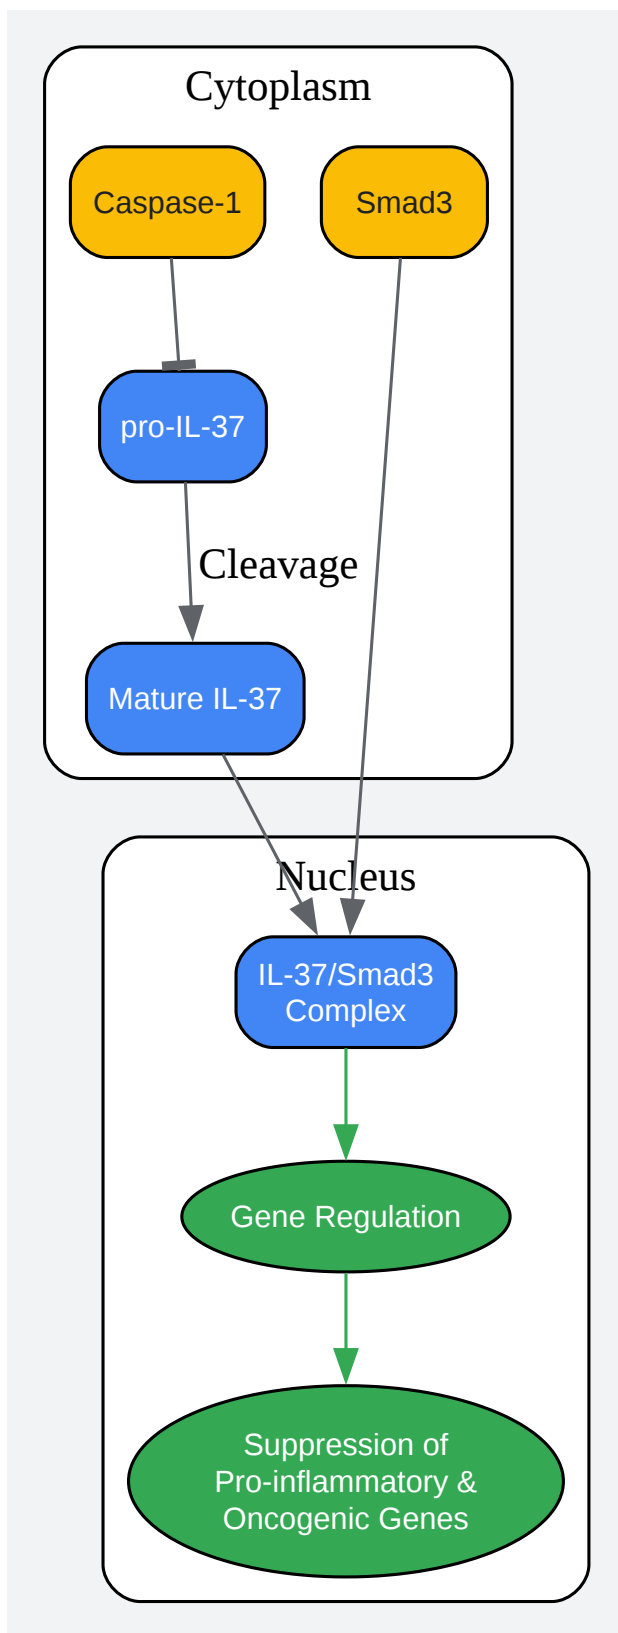 Cytoplasm
Caspase-1
Smad3
pro-IL-37
Cleavage
Mature IL-37
Nucleus
IL-37/Smad3
Complex
Gene Regulation
Suppression of
Pro-inflammatory &
Oncogenic Genes